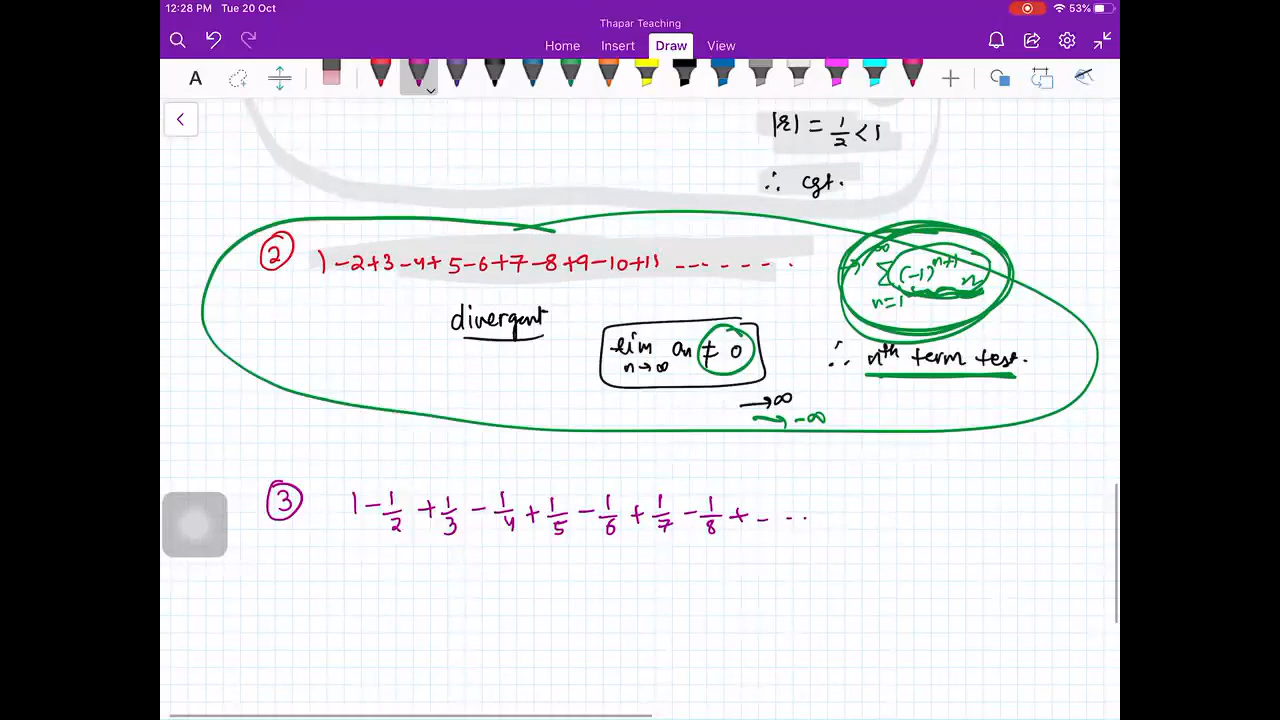 12:28 PM Tue 20 Oct
53%
Thapar Teaching
Home Insert Draw View
A
|r| = 1/2 < 1
∴ cgt.
② 1 - 2 + 3 - 4 + 5 - 6 + 7 - 8 + 9 - 10 + 11 - - - - - - .
∞
Σ (-1)^{n+1} n
n=1
divergent
lim an ≠ 0
n→∞
∴ nth term test.
→ ∞
→ -∞
③ 1 - 1/2 + 1/3 - 1/4 + 1/5 - 1/6 + 1/7 - 1/8 + - . . .